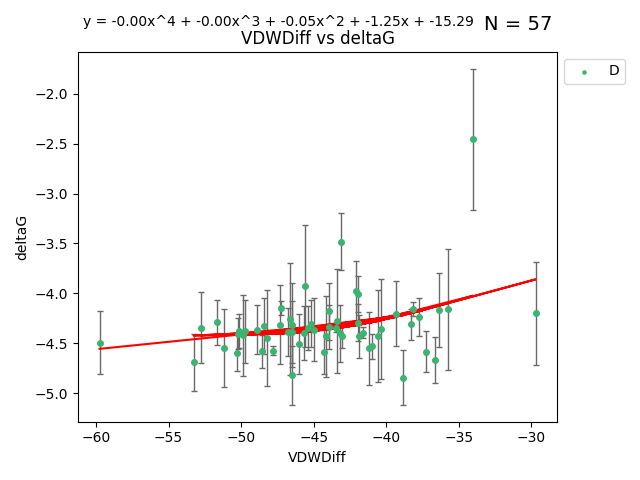 y = -0.00x^4 + -0.00x^3 + -0.05x^2 + -1.25x + -15.29 N = 57
VDWDiff vs deltaG
D
deltaG
−2.0
−2.5
−3.0
−3.5
−4.0
−4.5
−5.0
−60 −55 −50 −45 −40 −35 −30
VDWDiff